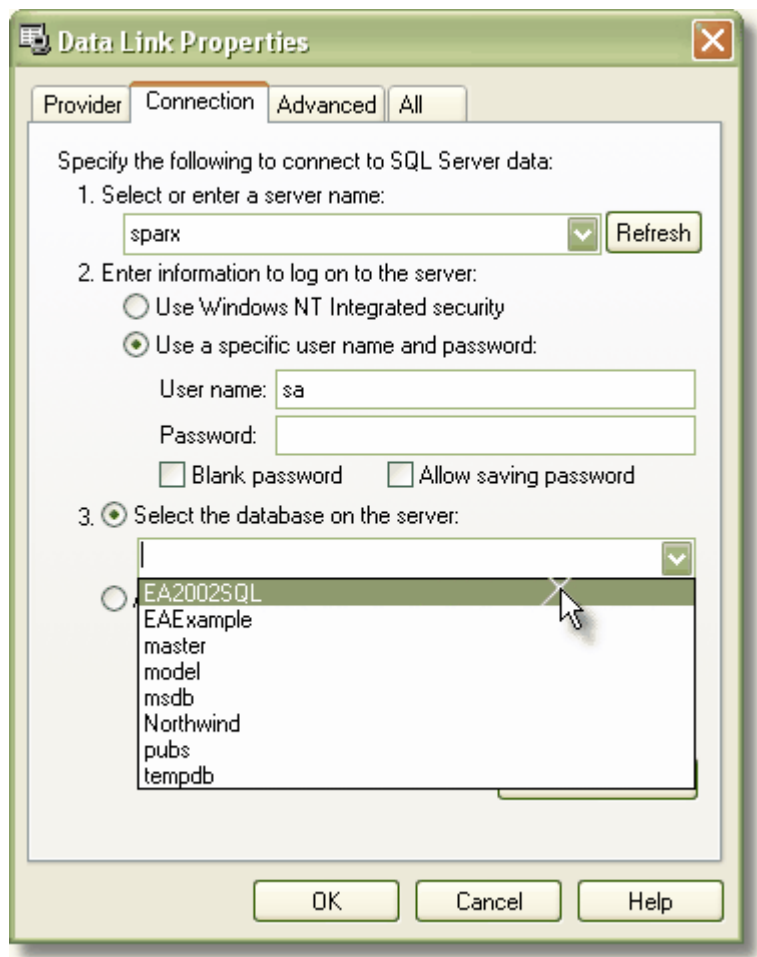 Data Link Properties
Provider Connection Advanced All
Specify the following to connect to SQL Server data:
1. Select or enter a server name:
sparx Refresh
2. Enter information to log on to the server:
Use Windows NT Integrated security
Use a specific user name and password:
User name: sa
Password:
Blank password Allow saving password
3. Select the database on the server:
EA2002SQL
EAExample
master
model
msdb
Northwind
pubs
tempdb
OK Cancel Help